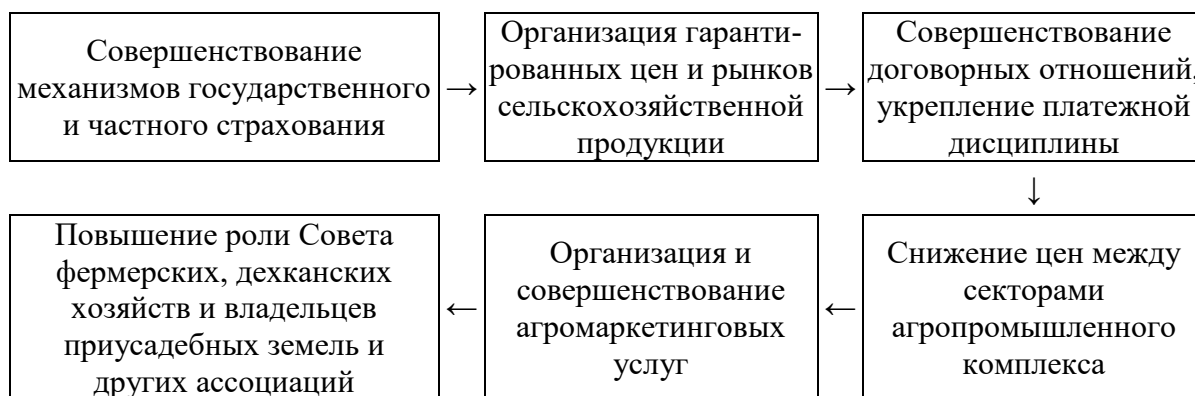 Совершенствование
механизмов государственного
и частного страхования
→
Организация гаранти-
рованных цен и рынков
сельскохозяйственной
продукции
→
Совершенствование
договорных отношений,
укрепление платежной
дисциплины
↓
Снижение цен между
секторами
агропромышленного
комплекса
←
Организация и
совершенствование
агромаркетинговых
услуг
←
Повышение роли Совета
фермерских, дехканских
хозяйств и владельцев
приусадебных земель и
других ассоциаций